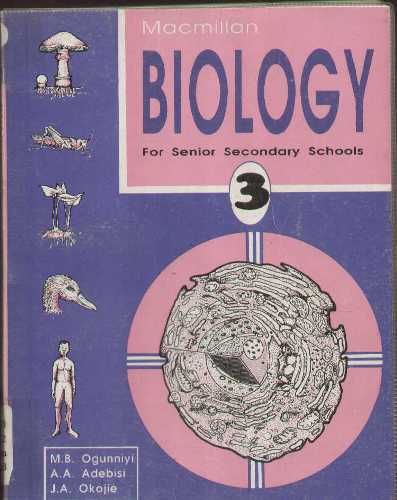 Macmillan
BIOLOGY
For Senior Secondary Schools
3
M.B. Ogunniyi
A.A. Adebisi
J.A. Okojie